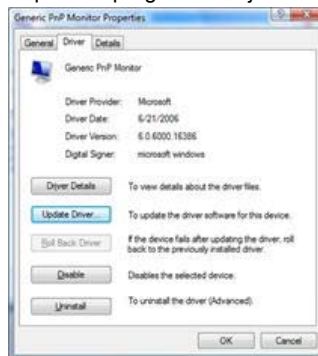 Generic PnP Monitor Properties
General Driver Details
Generic PnP Monitor
Driver Provider: Microsoft
Driver Date: 6/21/2006
Driver Version: 6.0.6000.16386
Digital Signer: microsoft windows
Driver Details To view details about the driver files.
Update Driver... To update the driver software for this device.
Roll Back Driver If the device fails after updating the driver, roll
back to the previously installed driver.
Disable Disables the selected device.
Uninstall To uninstall the driver (Advanced).
OK Cancel